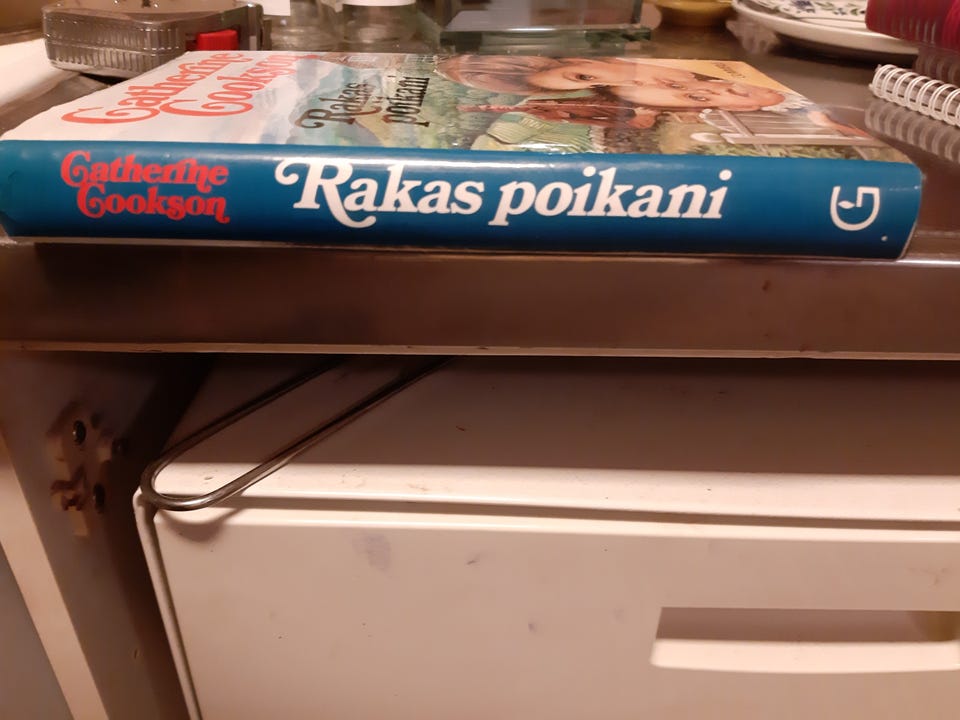 Catherine
Cookson
Rakas
poikani
Catherine
Cookson
Rakas poikani
G